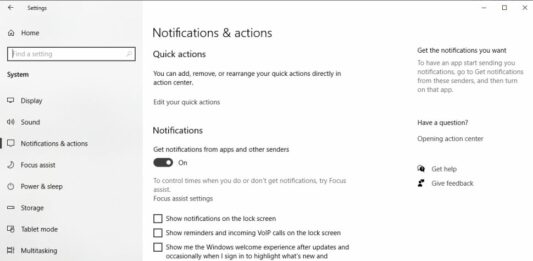 Settings
Home
Find a setting
System
Display
Sound
Notifications & actions
Focus assist
Power & sleep
Storage
Tablet mode
Multitasking
Notifications & actions
Quick actions
You can add, remove, or rearrange your quick actions directly in
action center.
Edit your quick actions
Notifications
Get notifications from apps and other senders
On
To control times when you do or don't get notifications, try Focus
assist.
Focus assist settings
Show notifications on the lock screen
Show reminders and incoming VoIP calls on the lock screen
Show me the Windows welcome experience after updates and
occasionally when I sign in to highlight what's new and
Get the notifications you want
To have an app start sending you
notifications, go to Get notifications
from these senders, and then turn
on that app.
Have a question?
Opening action center
Get help
Give feedback